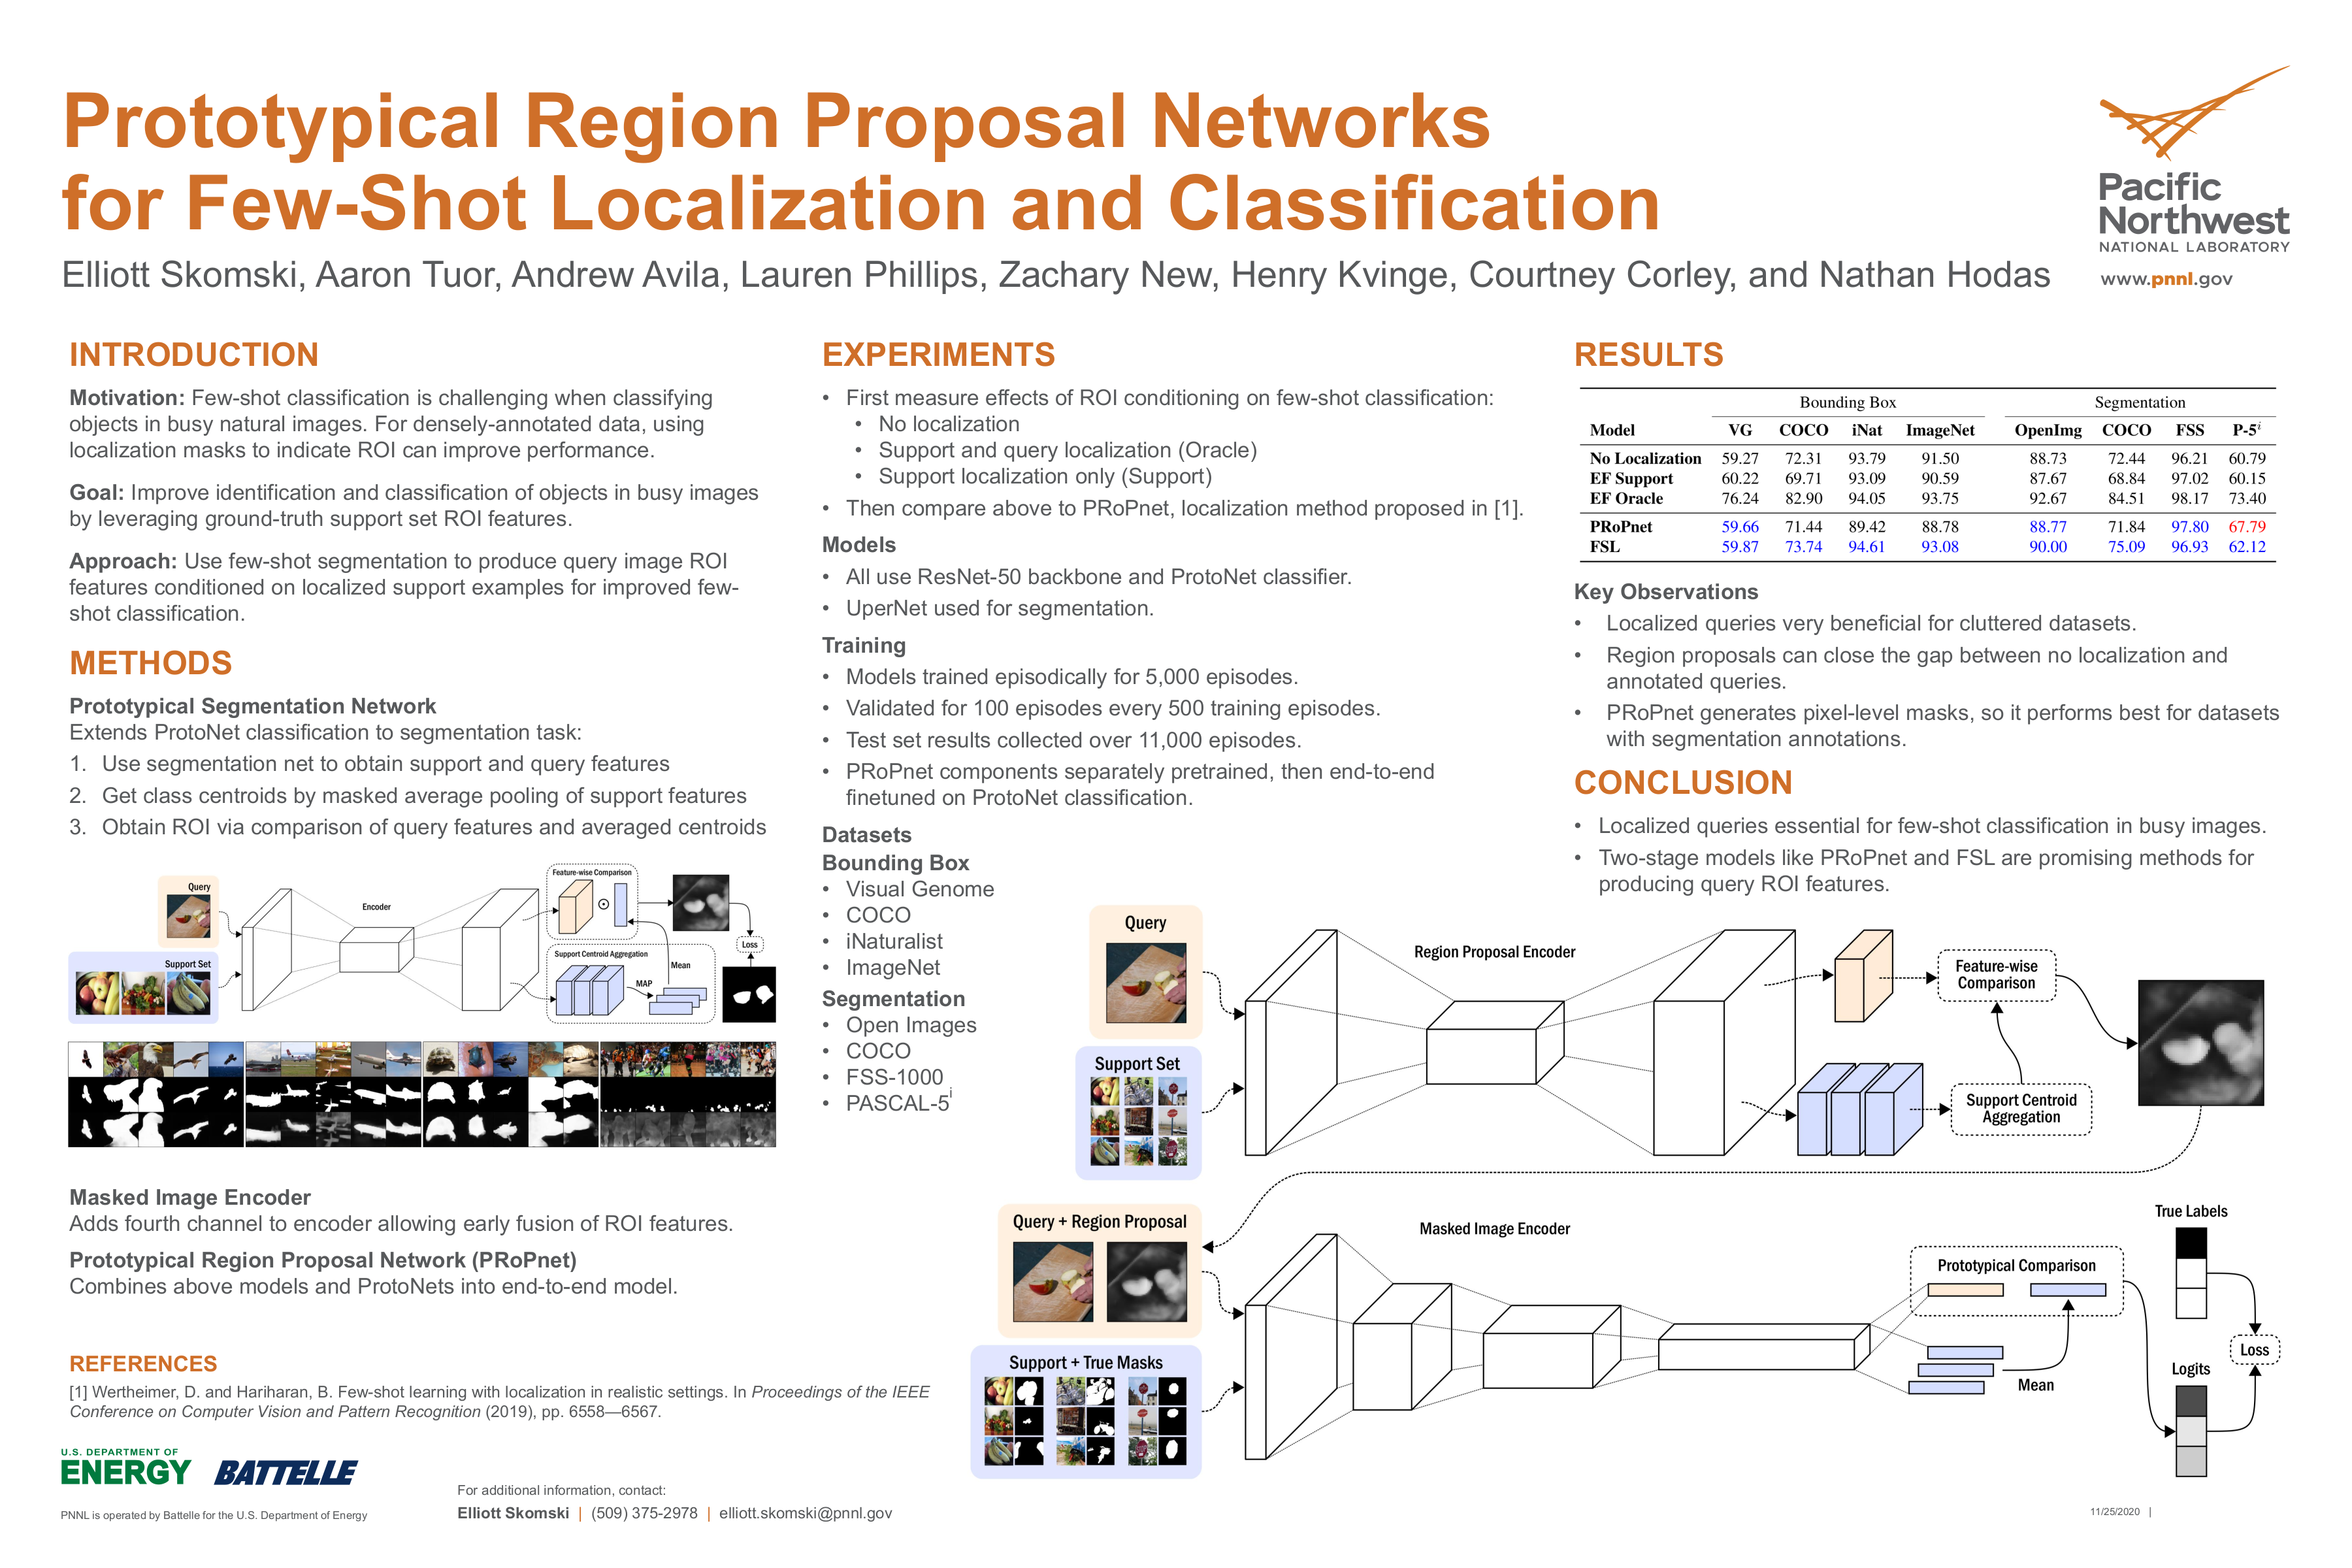 Prototypical Region Proposal Networks
for Few-Shot Localization and Classification
Elliott Skomski, Aaron Tuor, Andrew Avila, Lauren Phillips, Zachary New, Henry Kvinge, Courtney Corley, and Nathan Hodas
Pacific
Northwest
NATIONAL LABORATORY
www.pnnl.gov
INTRODUCTION
Motivation: Few-shot classification is challenging when classifying
objects in busy natural images. For densely-annotated data, using
localization masks to indicate ROI can improve performance.
Goal: Improve identification and classification of objects in busy images
by leveraging ground-truth support set ROI features.
Approach: Use few-shot segmentation to produce query image ROI
features conditioned on localized support examples for improved few-
shot classification.
METHODS
Prototypical Segmentation Network
Extends ProtoNet classification to segmentation task:
1. Use segmentation net to obtain support and query features
2. Get class centroids by masked average pooling of support features
3. Obtain ROI via comparison of query features and averaged centroids
Query
Support Set
Encoder
Feature-wise Comparison
Support Centroid Aggregation
MAP
Mean
Loss
Masked Image Encoder
Adds fourth channel to encoder allowing early fusion of ROI features.
Prototypical Region Proposal Network (PRoPnet)
Combines above models and ProtoNets into end-to-end model.
REFERENCES
[1] Wertheimer, D. and Hariharan, B. Few-shot learning with localization in realistic settings. In Proceedings of the IEEE
Conference on Computer Vision and Pattern Recognition (2019), pp. 6558—6567.
U.S. DEPARTMENT OF
ENERGY
BATTELLE
PNNL is operated by Battelle for the U.S. Department of Energy
For additional information, contact:
Elliott Skomski | (509) 375-2978 | elliott.skomski@pnnl.gov
EXPERIMENTS
• First measure effects of ROI conditioning on few-shot classification:
• No localization
• Support and query localization (Oracle)
• Support localization only (Support)
• Then compare above to PRoPnet, localization method proposed in [1].
Models
• All use ResNet-50 backbone and ProtoNet classifier.
• UperNet used for segmentation.
Training
• Models trained episodically for 5,000 episodes.
• Validated for 100 episodes every 500 training episodes.
• Test set results collected over 11,000 episodes.
• PRoPnet components separately pretrained, then end-to-end
finetuned on ProtoNet classification.
Datasets
Bounding Box
• Visual Genome
• COCO
• iNaturalist
• ImageNet
Segmentation
• Open Images
• COCO
• FSS-1000
• PASCAL-5i
RESULTS
Bounding Box Segmentation
Model VG COCO iNat ImageNet OpenImg COCO FSS P-5i
No Localization 59.27 72.31 93.79 91.50 88.73 72.44 96.21 60.79
EF Support 60.22 69.71 93.09 90.59 87.67 68.84 97.02 60.15
EF Oracle 76.24 82.90 94.05 93.75 92.67 84.51 98.17 73.40
PRoPnet 59.66 71.44 89.42 88.78 88.77 71.84 97.80 67.79
FSL 59.87 73.74 94.61 93.08 90.00 75.09 96.93 62.12
Key Observations
• Localized queries very beneficial for cluttered datasets.
• Region proposals can close the gap between no localization and
annotated queries.
• PRoPnet generates pixel-level masks, so it performs best for datasets
with segmentation annotations.
CONCLUSION
• Localized queries essential for few-shot classification in busy images.
• Two-stage models like PRoPnet and FSL are promising methods for
producing query ROI features.
Query
Support Set
Region Proposal Encoder
Feature-wise
Comparison
Support Centroid
Aggregation
Query + Region Proposal
Support + True Masks
Masked Image Encoder
Prototypical Comparison
Mean
True Labels
Logits
Loss
11/25/2020 |